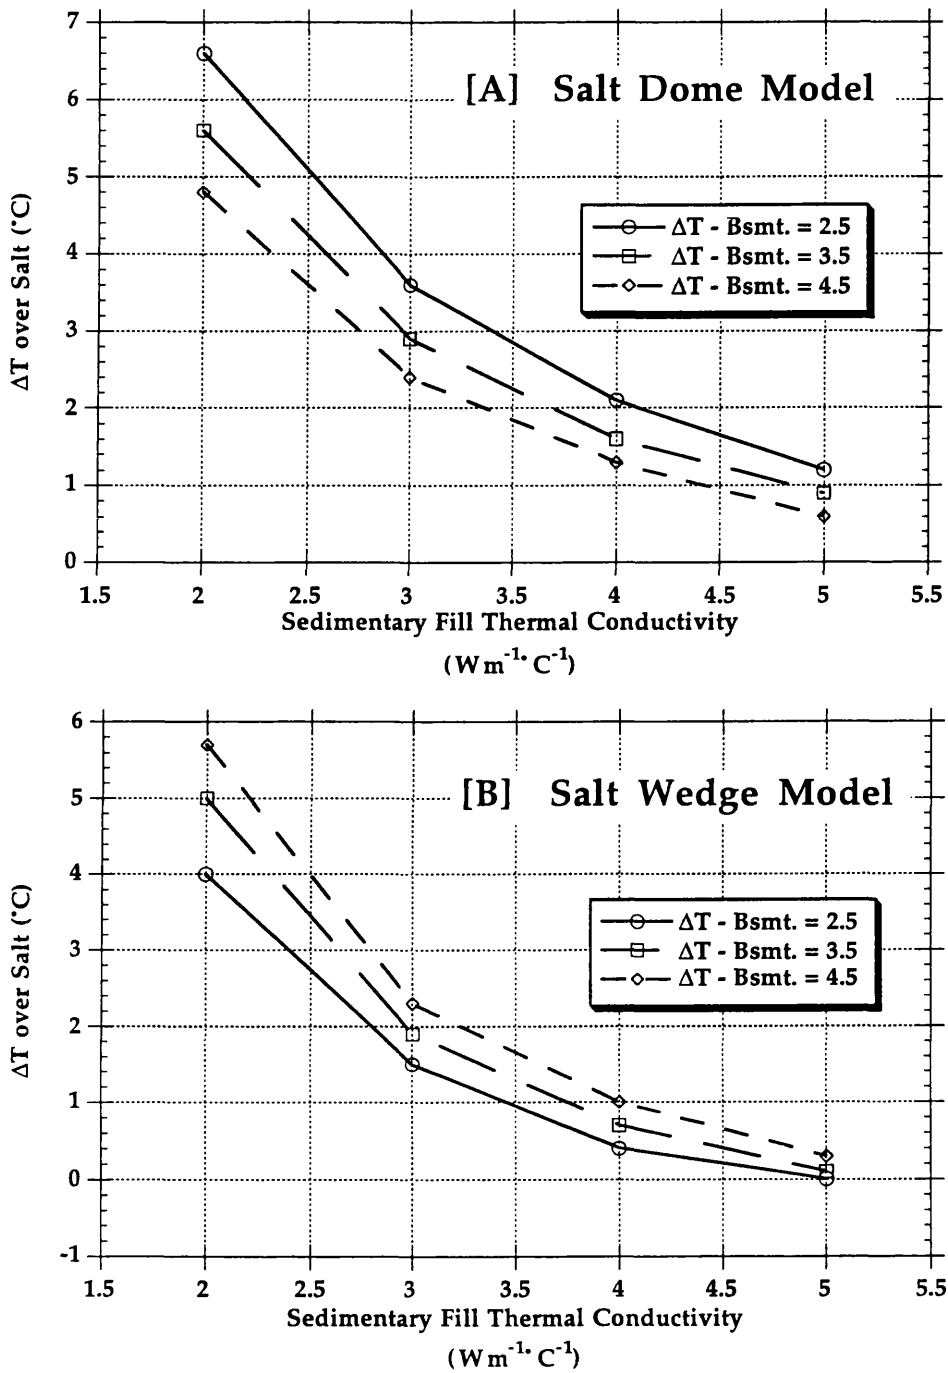 7
6
5
4
3
2
1
0
ΔT over Salt (°C)
[A] Salt Dome Model
ΔT - Bsmt. = 2.5
ΔT - Bsmt. = 3.5
ΔT - Bsmt. = 4.5
1.5 2 2.5 3 3.5 4 4.5 5 5.5
Sedimentary Fill Thermal Conductivity
(W m⁻¹· C⁻¹)
6
5
4
3
2
1
0
-1
ΔT over Salt (°C)
[B] Salt Wedge Model
ΔT - Bsmt. = 2.5
ΔT - Bsmt. = 3.5
ΔT - Bsmt. = 4.5
1.5 2 2.5 3 3.5 4 4.5 5 5.5
Sedimentary Fill Thermal Conductivity
(W m⁻¹· C⁻¹)